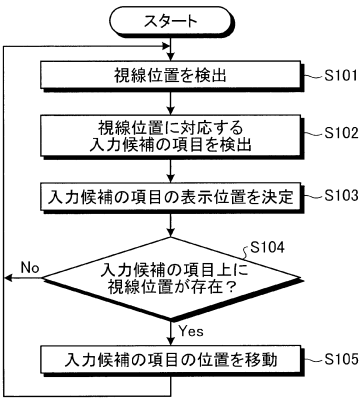 スタート
視線位置を検出
S101
視線位置に対応する
入力候補の項目を検出
S102
入力候補の項目の表示位置を決定
S103
S104
入力候補の項目上に
視線位置が存在？
No
Yes
入力候補の項目の位置を移動
S105